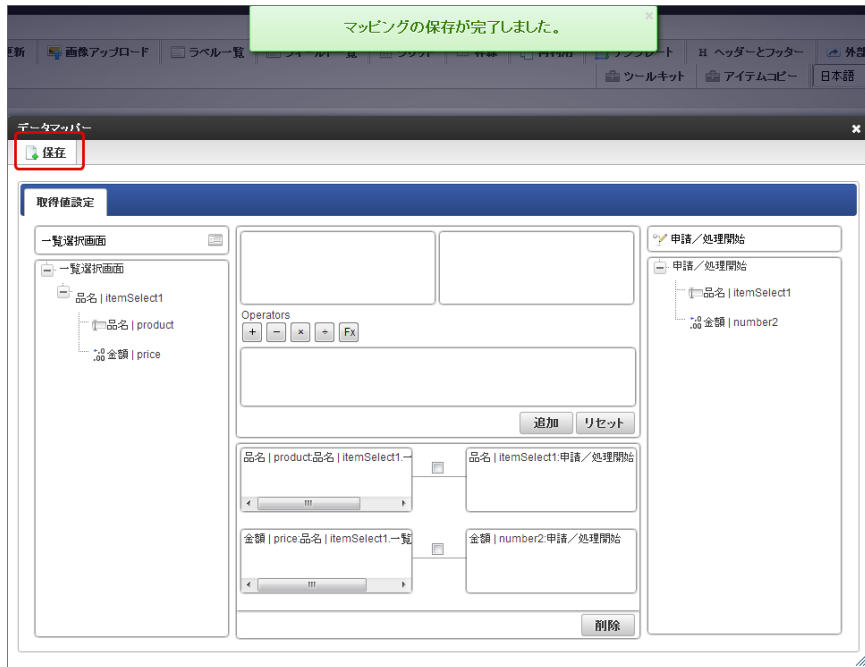 マッピングの保存が完了しました。
更新 画像アップロード ラベル一覧 テンプレート H ヘッダーとフッター 外部
ツールキット アイテムコピー 日本語
データマッパー
保存
取得値設定
一覧選択画面
一覧選択画面
品名 | itemSelect1
品名 | product
金額 | price
Operators
+ − × ÷ Fx
追加 リセット
品名 | product:品名 | itemSelect1.一
品名 | itemSelect1:申請／処理開始
金額 | price:品名 | itemSelect1.一覧
金額 | number2:申請／処理開始
削除
申請／処理開始
申請／処理開始
品名 | itemSelect1
金額 | number2